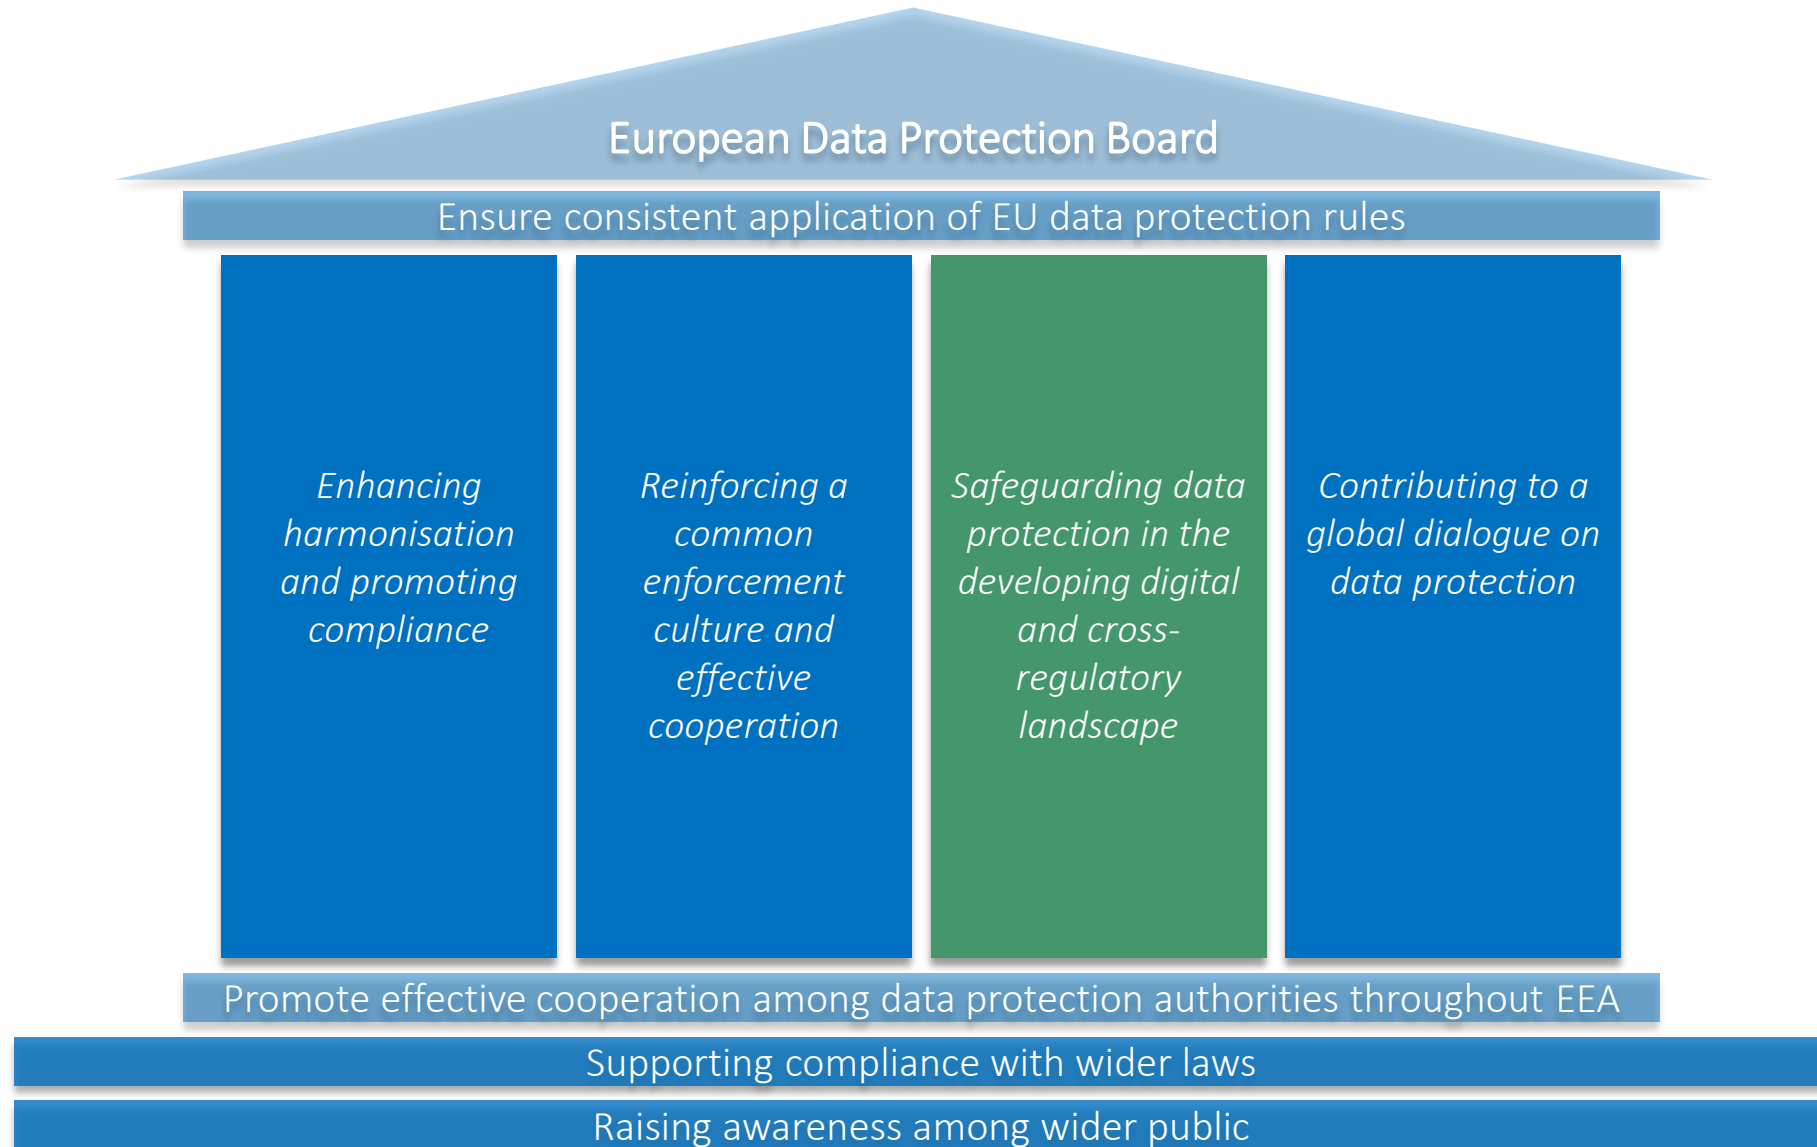 European Data Protection Board
Ensure consistent application of EU data protection rules
Enhancing
harmonisation
and promoting
compliance
Reinforcing a
common
enforcement
culture and
effective
cooperation
Safeguarding data
protection in the
developing digital
and cross-
regulatory
landscape
Contributing to a
global dialogue on
data protection
Promote effective cooperation among data protection authorities throughout EEA
Supporting compliance with wider laws
Raising awareness among wider public